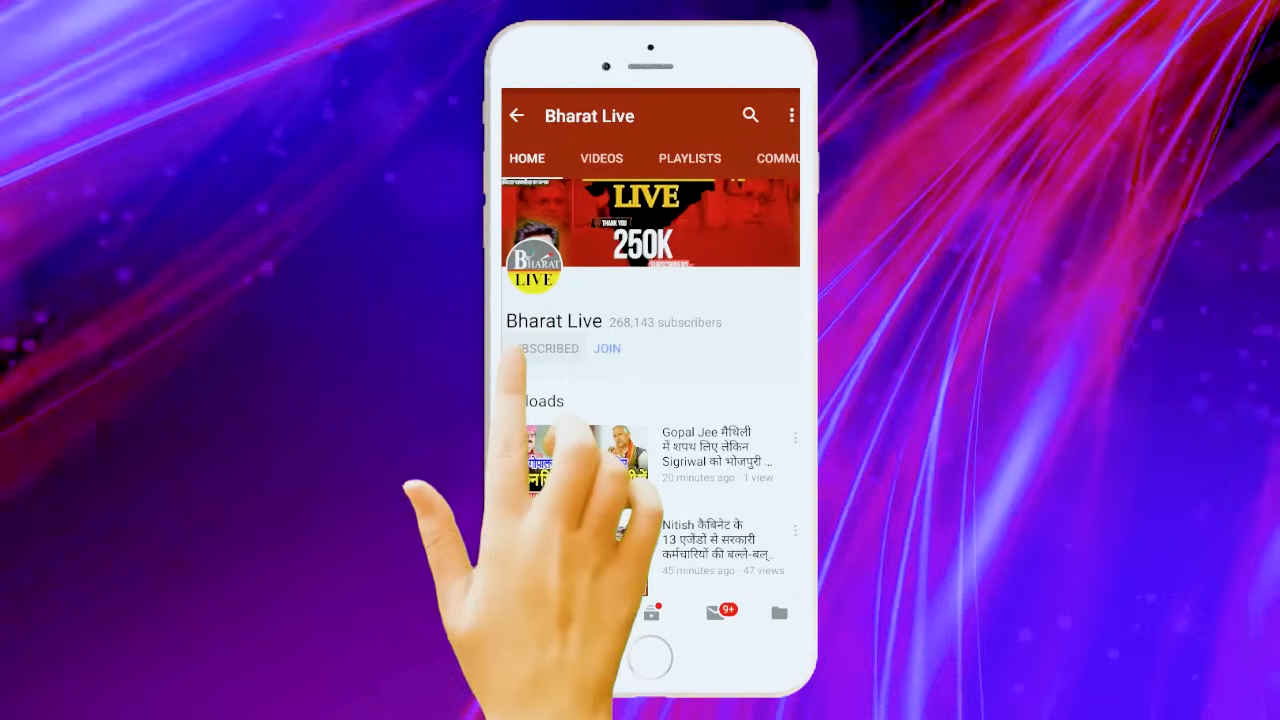 Bharat Live
HOME VIDEOS PLAYLISTS COMMU
LIVE
THANK YOU
250K
SUBSCRIBERS
BHARAT
LIVE
Bharat Live 268,143 subscribers
BSCRIBED JOIN
loads
Gopal Jee मैथिली
में शपथ लिए लेकिन
Sigriwal को भोजपुरी ...
20 minutes ago · 1 view
Nitish कैबिनेट के
13 एजेंडों से सरकारी
कर्मचारियों की बल्ले-बल्..
45 minutes ago · 47 views
9+